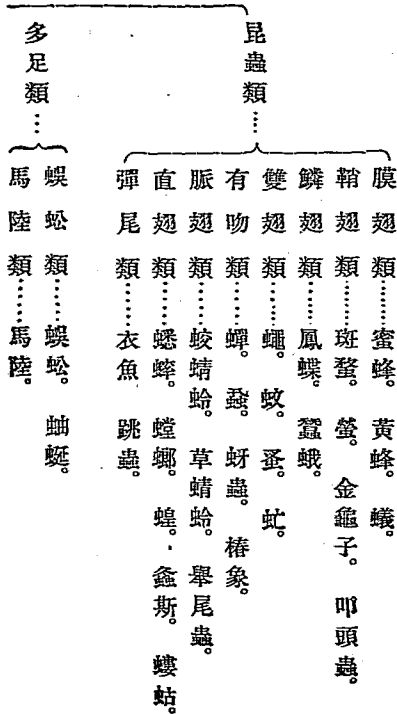 昆蟲類…
膜翅類………蜜蜂。黃蜂。蟻。
鞘翅類………斑蝥。螢。金龜子。叩頭蟲。
鱗翅類………鳳蝶。蠶蛾。
雙翅類………蠅。蚊。蚤。虻。
有吻類………蟬。蝨。蚜蟲。椿象。
脈翅類………蛟蜻蛉。草蜻蛉。舉尾蟲。
直翅類………蟋蟀。螳螂。蝗。螽斯。螻蛄。
彈尾類………衣魚 跳蟲。
多足類…
蜈蚣類………蜈蚣。蚰蜒。
馬陸類………馬陸。